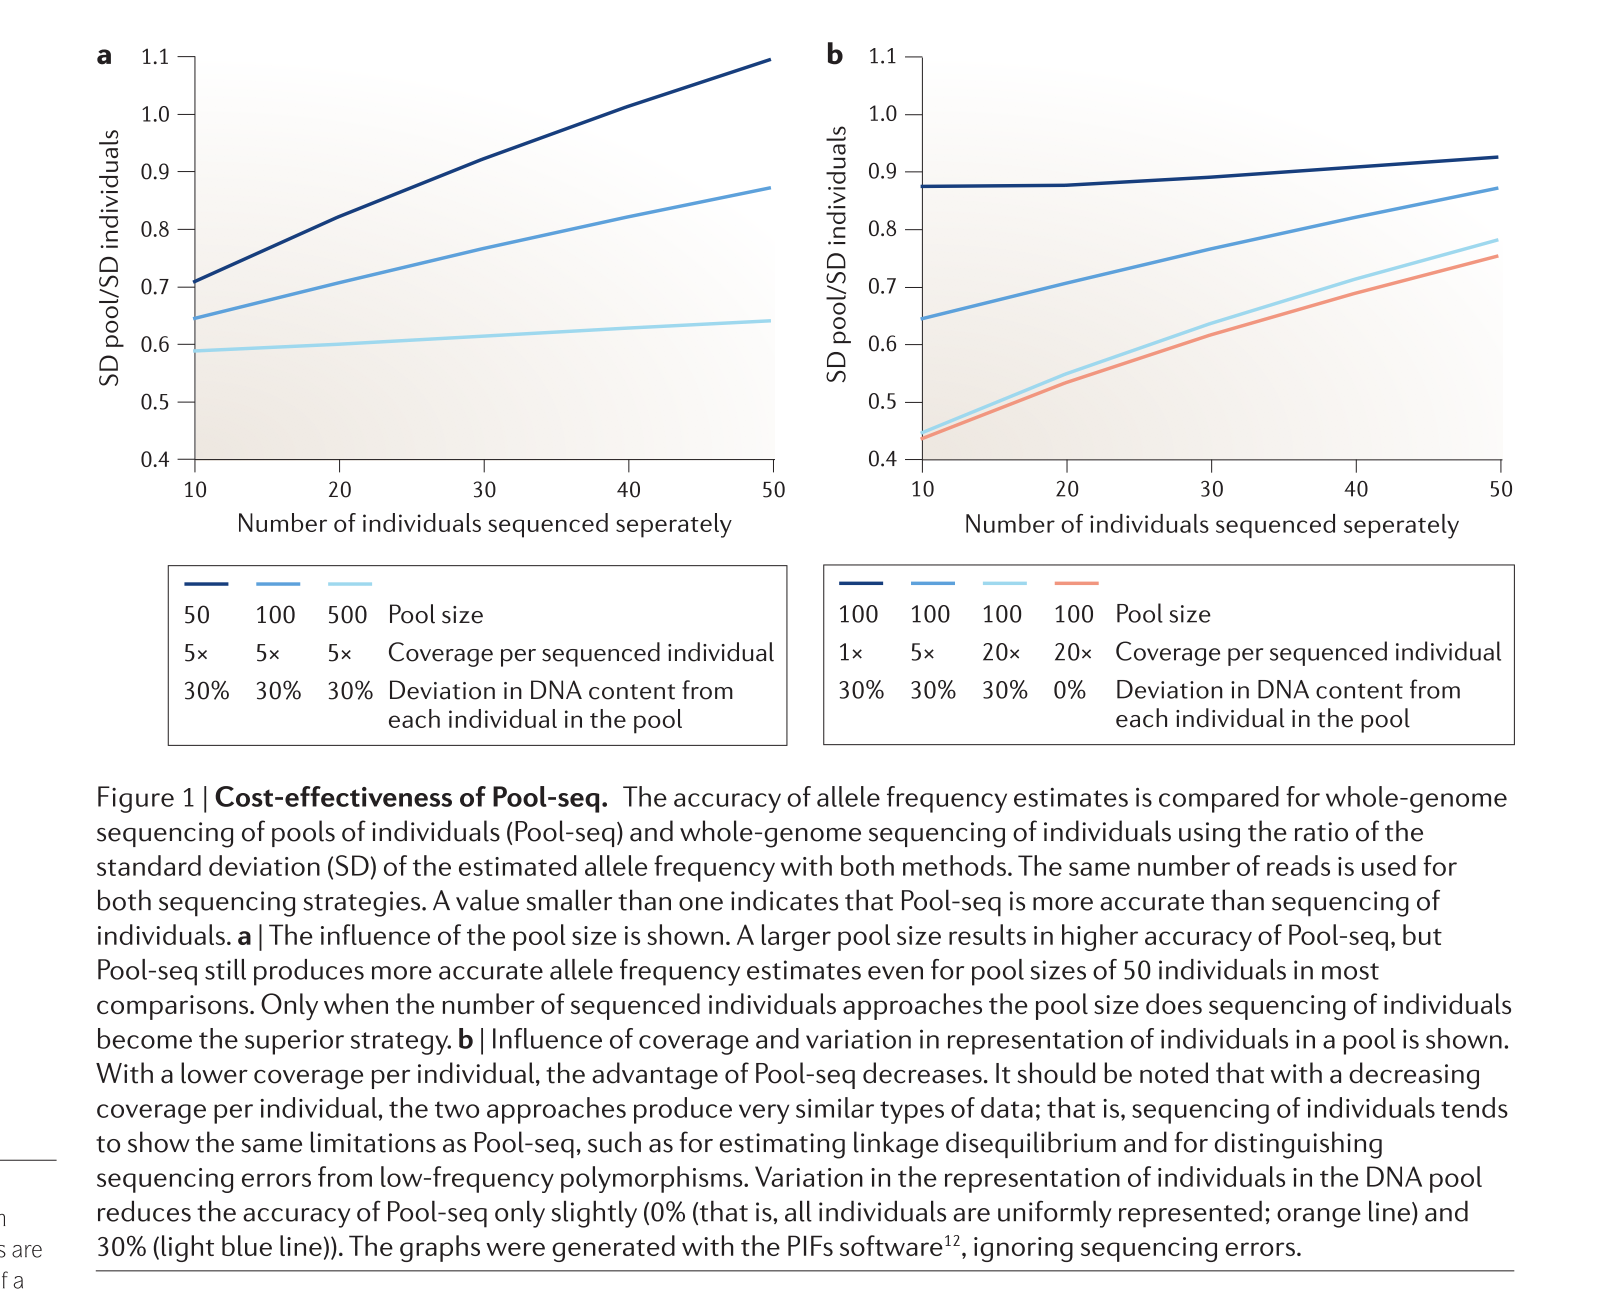 a
1.1
1.0
0.9
0.8
0.7
0.6
0.5
0.4
SD pool/SD individuals
10 20 30 40 50
Number of individuals sequenced seperately
50 100 500 Pool size
5× 5× 5× Coverage per sequenced individual
30% 30% 30% Deviation in DNA content from
each individual in the pool
b
1.1
1.0
0.9
0.8
0.7
0.6
0.5
0.4
SD pool/SD individuals
10 20 30 40 50
Number of individuals sequenced seperately
100 100 100 100 Pool size
1× 5× 20× 20× Coverage per sequenced individual
30% 30% 30% 0% Deviation in DNA content from
each individual in the pool
Figure 1 | Cost-effectiveness of Pool-seq. The accuracy of allele frequency estimates is compared for whole-genome
sequencing of pools of individuals (Pool-seq) and whole-genome sequencing of individuals using the ratio of the
standard deviation (SD) of the estimated allele frequency with both methods. The same number of reads is used for
both sequencing strategies. A value smaller than one indicates that Pool-seq is more accurate than sequencing of
individuals. a | The influence of the pool size is shown. A larger pool size results in higher accuracy of Pool-seq, but
Pool-seq still produces more accurate allele frequency estimates even for pool sizes of 50 individuals in most
comparisons. Only when the number of sequenced individuals approaches the pool size does sequencing of individuals
become the superior strategy. b | Influence of coverage and variation in representation of individuals in a pool is shown.
With a lower coverage per individual, the advantage of Pool-seq decreases. It should be noted that with a decreasing
coverage per individual, the two approaches produce very similar types of data; that is, sequencing of individuals tends
to show the same limitations as Pool-seq, such as for estimating linkage disequilibrium and for distinguishing
sequencing errors from low-frequency polymorphisms. Variation in the representation of individuals in the DNA pool
reduces the accuracy of Pool-seq only slightly (0% (that is, all individuals are uniformly represented; orange line) and
30% (light blue line)). The graphs were generated with the PIFs software12, ignoring sequencing errors.
are
f a